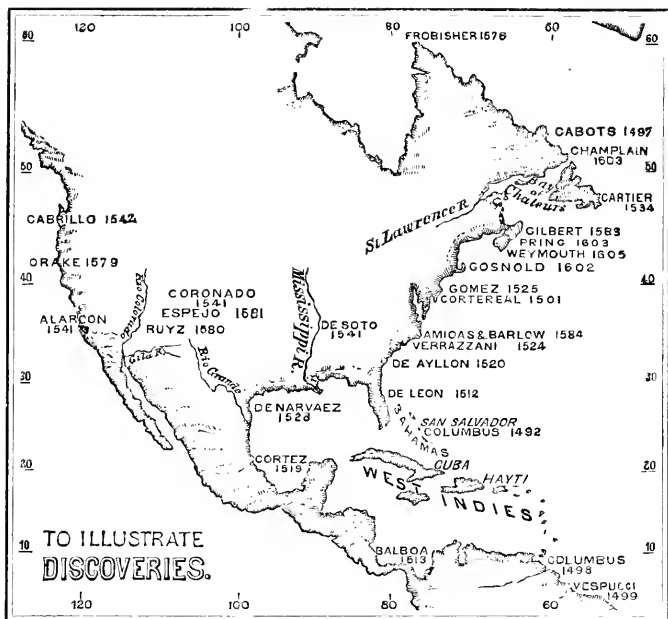 120
100
80
60
60
FROBISHER 1576
60
CABOTS 1497
CHAMPLAIN
1603
50
50
Bay
of
Chaleurs
St. Lawrence R
CARTIER
1534
CABRILLO 1542
GILBERT 1583
PRING 1603
WEYMOUTH 1605
DRAKE 1579
GOSNOLD 1602
40
40
Rio Colorado
CORONADO
1541
ESPEJO 1581
RUYZ 1580
Mississippi R.
GOMEZ 1525
CORTEREAL 1501
ALARCON
1541
DE SOTO
1541
AMIDAS & BARLOW 1584
VERRAZZANI 1524
Gila R.
Rio Grande
DE AYLLON 1520
30
30
DE LEON 1512
DE NARVAEZ
1528
SAN SALVADOR
COLUMBUS 1492
BAHAMAS
CORTEZ
1519
CUBA
20
20
WEST
INDIES
HAYTI
TO ILLUSTRATE
DISCOVERIES.
10
10
BALBOA
1513
COLUMBUS
1498
VESPUCCI
1499
120
100
80
60